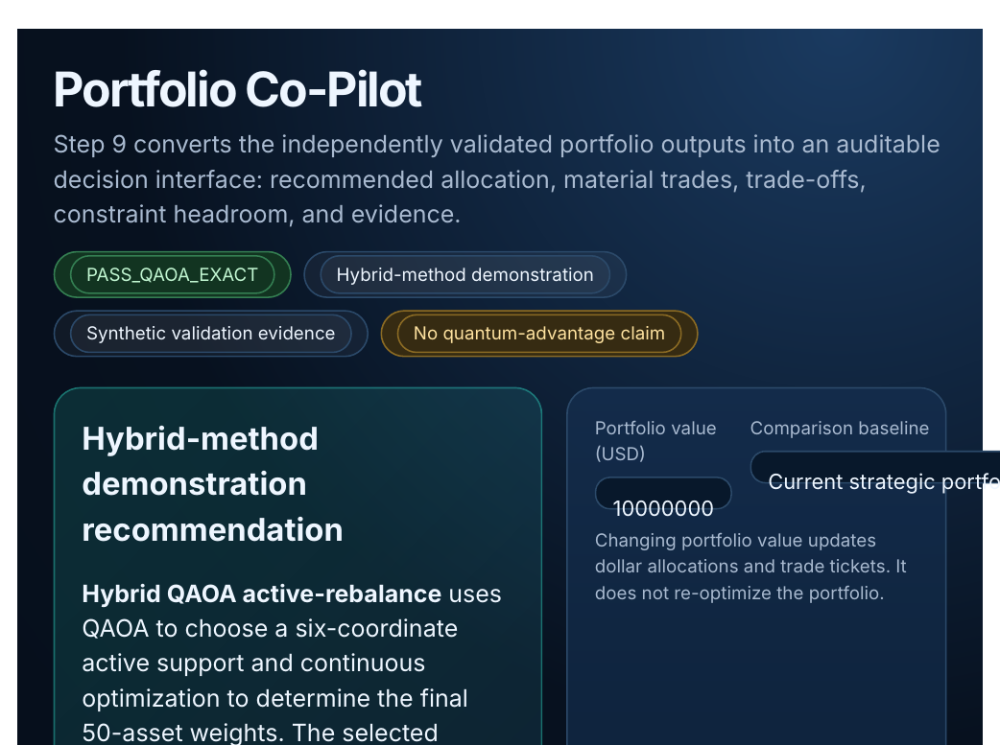 Portfolio Co-Pilot
Step 9 converts the independently validated portfolio outputs into an auditable
decision interface: recommended allocation, material trades, trade-offs,
constraint headroom, and evidence.
PASS_QAOA_EXACT
Hybrid-method demonstration
Synthetic validation evidence
No quantum-advantage claim
Hybrid-method
demonstration
recommendation
Hybrid QAOA active-rebalance uses
QAOA to choose a six-coordinate
active support and continuous
optimization to determine the final
50-asset weights. The selected
Portfolio value
(USD)
10000000
Comparison baseline
Current strategic portfo
Changing portfolio value updates
dollar allocations and trade tickets. It
does not re-optimize the portfolio.